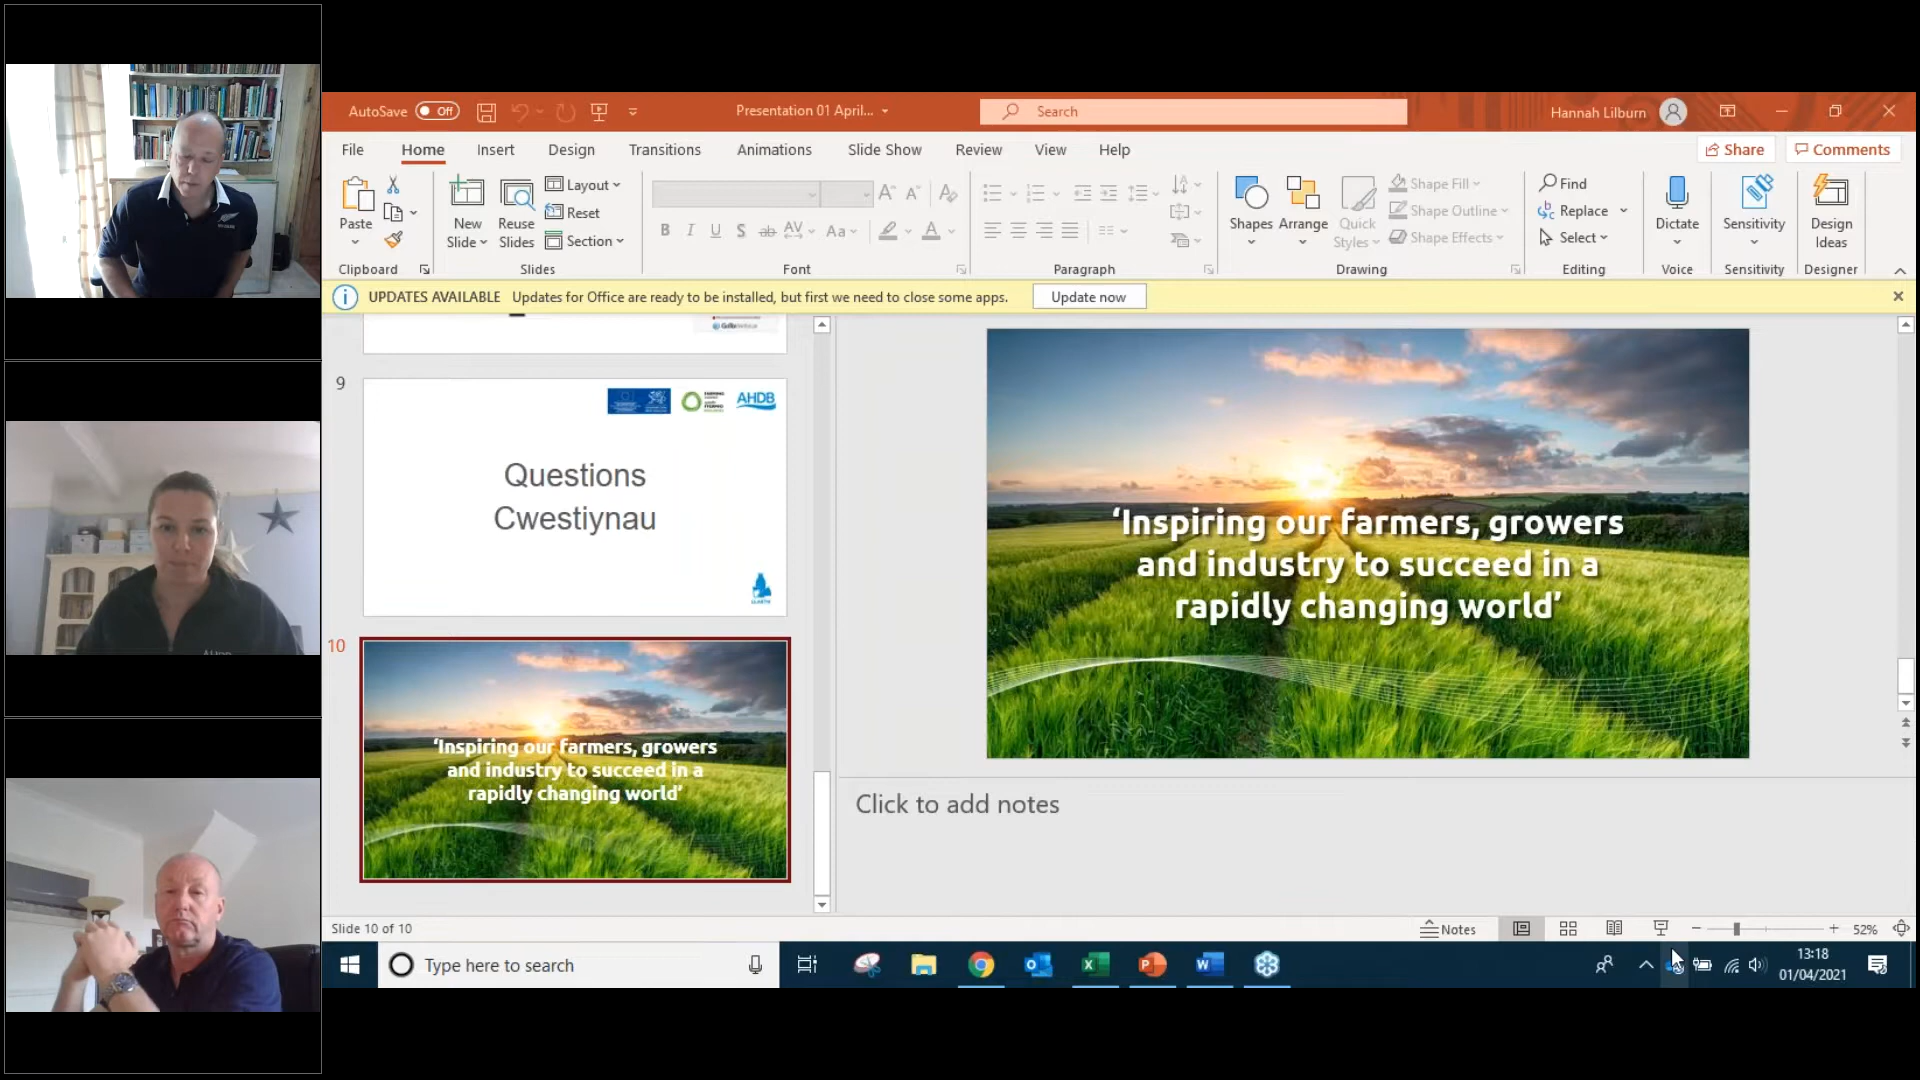 AutoSave Off
Presentation 01 April...
Search
Hannah Lilburn
File Home Insert Design Transitions Animations Slide Show Review View Help
Share Comments
Paste
New Slide
Reuse Slides
Layout
Reset
Section
B I U S ab AV Aa A
Shapes Arrange Quick Styles
Shape Fill
Shape Outline
Shape Effects
Find
Replace
Select
Dictate
Sensitivity
Design Ideas
Clipboard Slides Font Paragraph Drawing Editing Voice Sensitivity Designer
UPDATES AVAILABLE Updates for Office are ready to be installed, but first we need to close some apps. Update now
9
AHDB
Questions
Cwestiynau
10
‘Inspiring our farmers, growers
and industry to succeed in a
rapidly changing world’
‘Inspiring our farmers, growers
and industry to succeed in a
rapidly changing world’
Click to add notes
Slide 10 of 10
Notes
52%
Type here to search
13:18
01/04/2021